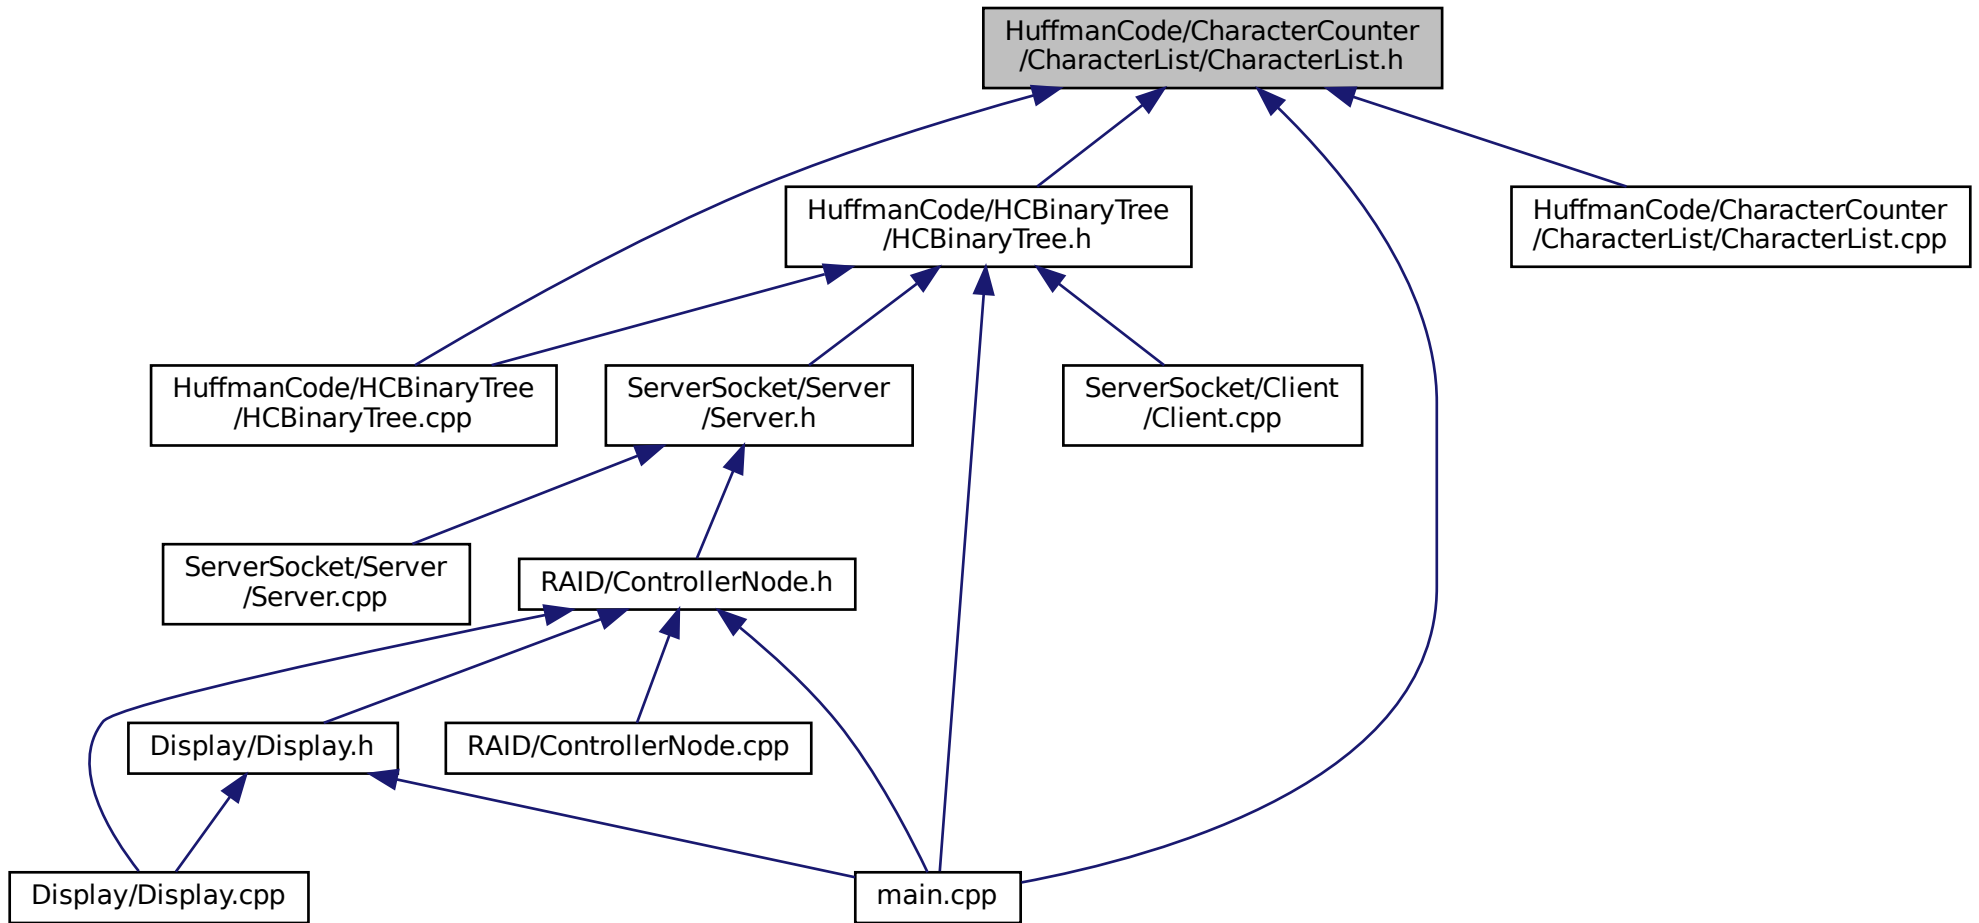 HuffmanCode/CharacterCounter
/CharacterList/CharacterList.h
HuffmanCode/HCBinaryTree
/HCBinaryTree.h
HuffmanCode/CharacterCounter
/CharacterList/CharacterList.cpp
HuffmanCode/HCBinaryTree
/HCBinaryTree.cpp
ServerSocket/Server
/Server.h
ServerSocket/Client
/Client.cpp
ServerSocket/Server
/Server.cpp
RAID/ControllerNode.h
Display/Display.h
RAID/ControllerNode.cpp
Display/Display.cpp
main.cpp